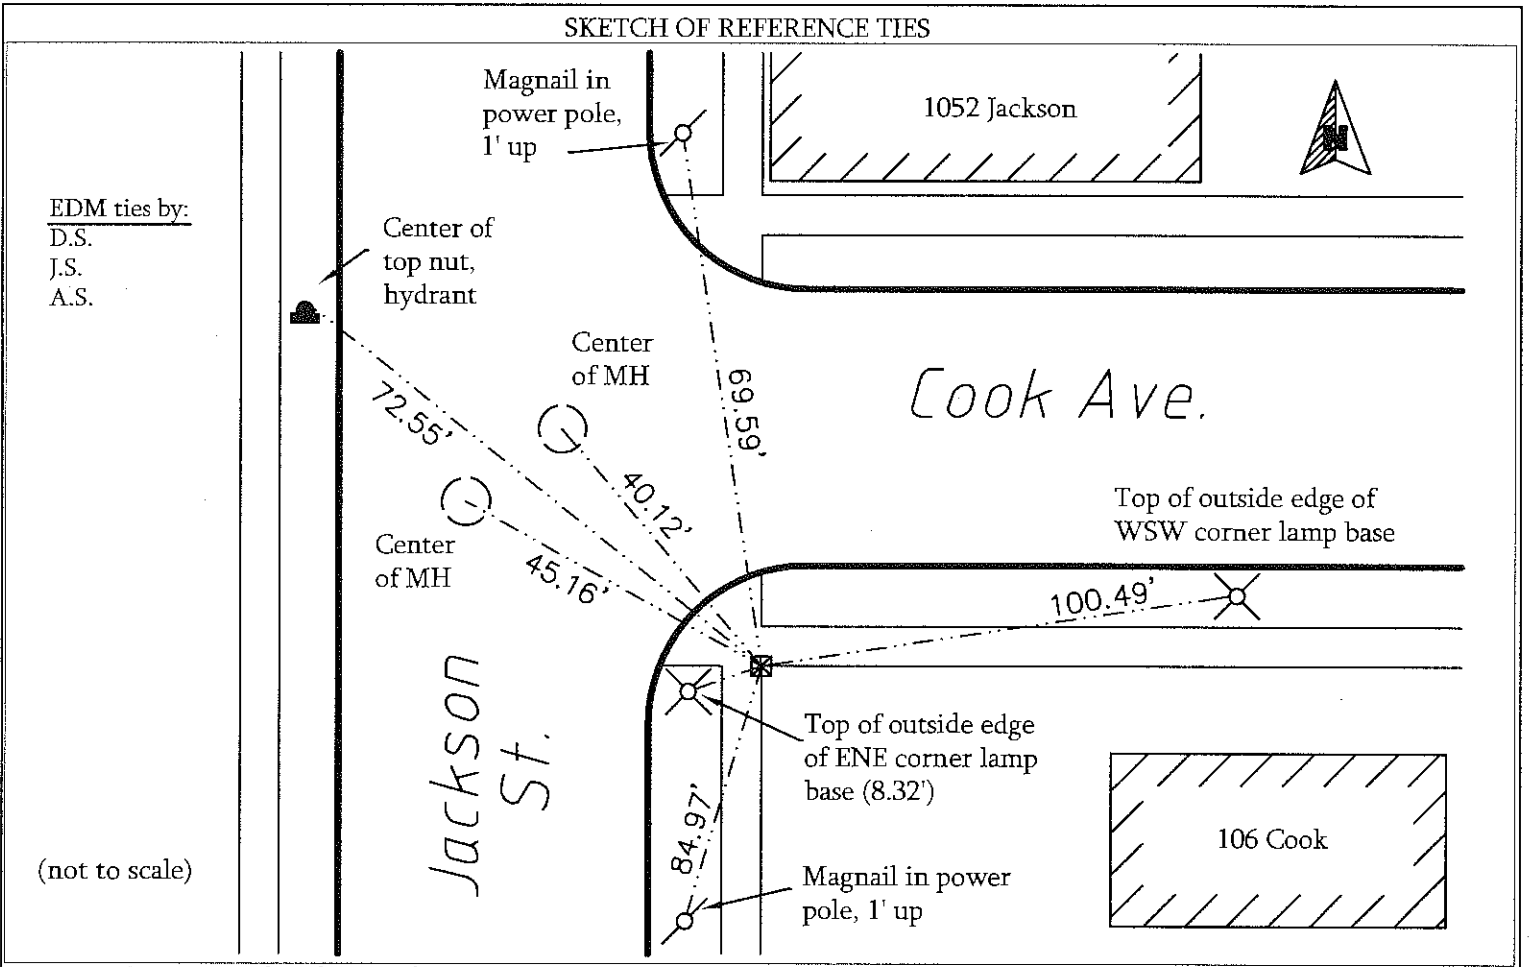 SKETCH OF REFERENCE TIES
Magnail in
power pole,
1' up
1052 Jackson
N
EDM ties by:
D.S.
J.S.
A.S.
Center of
top nut,
hydrant
Center
of MH
72.55'
69.59'
Cook Ave.
40.12'
Center
of MH
45.16'
Top of outside edge of
WSW corner lamp base
100.49'
Jackson
St.
Top of outside edge
of ENE corner lamp
base (8.32')
84.97'
106 Cook
(not to scale)
Magnail in power
pole, 1' up